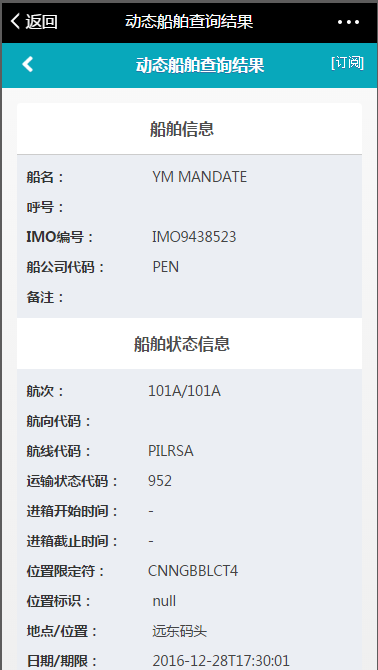 返回 动态船舶查询结果
动态船舶查询结果 [订阅]
船舶信息
船名： YM MANDATE
呼号：
IMO编号： IMO9438523
船公司代码： PEN
备注：
船舶状态信息
航次： 101A/101A
航向代码：
航线代码： PILRSA
运输状态代码： 952
进箱开始时间： -
进箱截止时间： -
位置限定符： CNNGBBLCT4
位置标识： null
地点/位置： 远东码头
日期/期限： 2016-12-28T17:30:01